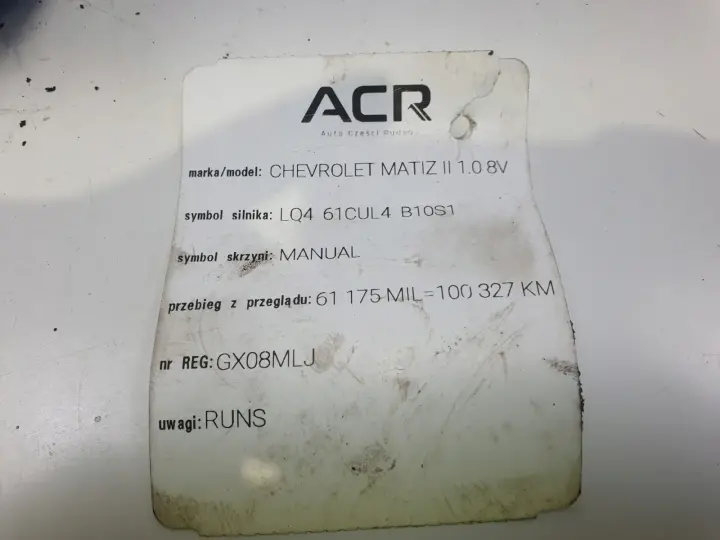 ACR
Auto Części Rudno
marka/model: CHEVROLET MATIZ II 1.0 8V
symbol silnika: LQ4 61CUL4 B10S1
symbol skrzyni: MANUAL
przebieg z przeglądu: 61 175 MIL=100 327 KM
nr REG: GX08MLJ
uwagi: RUNS